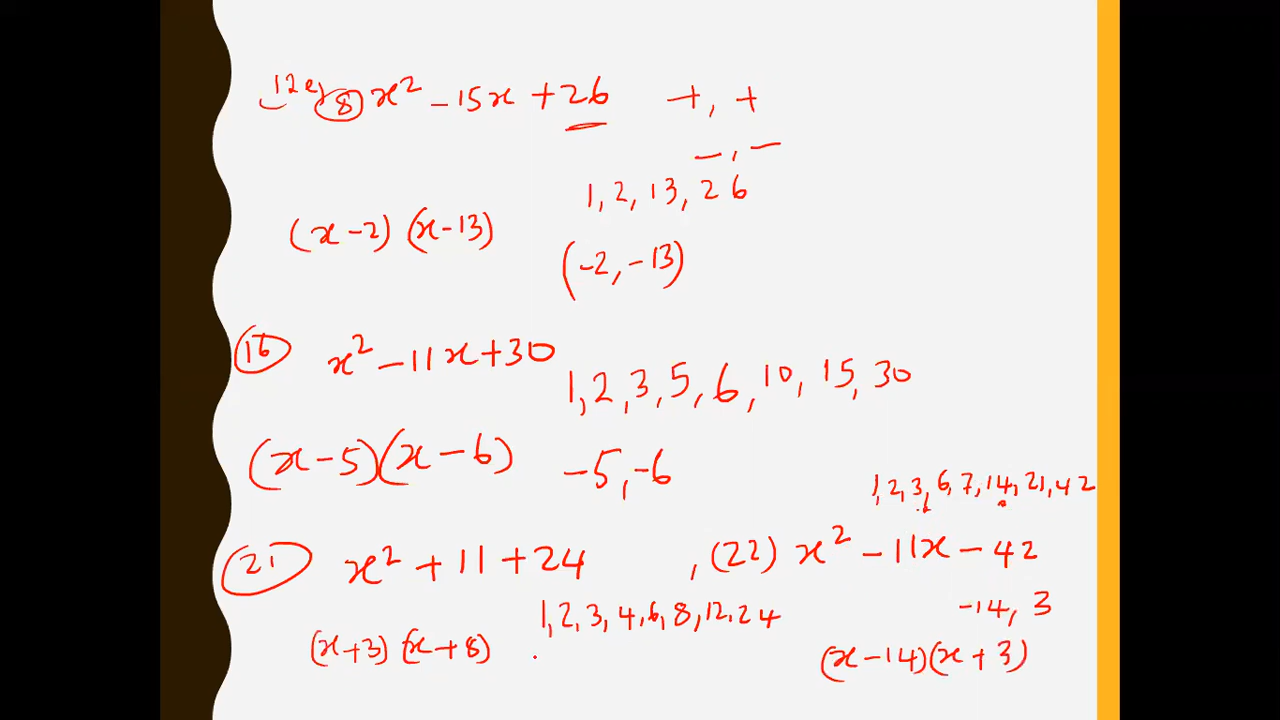 ⑧ x² - 15x + 26 +, +
-, -
1, 2, 13, 26
(x-2) (x-13)
(-2, -13)
⑯ x² - 11x + 30
1, 2, 3, 5, 6, 10, 15, 30
(x-5)(x-6) -5, -6
1, 2, 3, 6, 7, 14, 21, 42
㉑ x² + 11 + 24 , (22) x² - 11x - 42
1, 2, 3, 4, 6, 8, 12, 24 -14, 3
(x+3) (x+8) (x-14)(x+3)